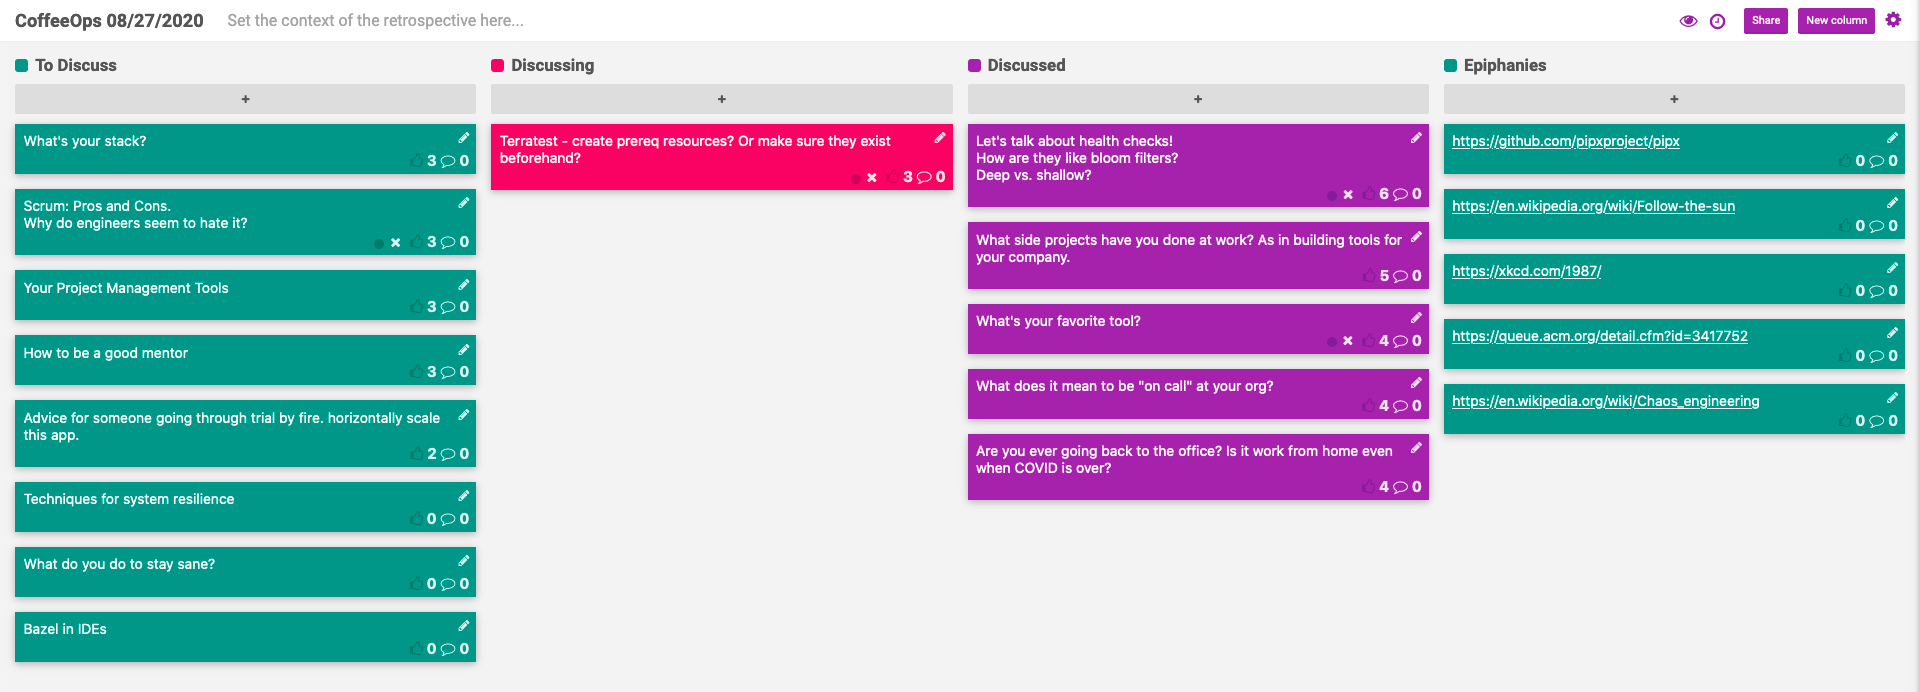 CoffeeOps 08/27/2020
Set the context of the retrospective here...
Share
New column
To Discuss
+
What's your stack?
3 0
Scrum: Pros and Cons.
Why do engineers seem to hate it?
3 0
Your Project Management Tools
3 0
How to be a good mentor
3 0
Advice for someone going through trial by fire. horizontally scale
this app.
2 0
Techniques for system resilience
0 0
What do you do to stay sane?
0 0
Bazel in IDEs
0 0
Discussing
+
Terratest - create prereq resources? Or make sure they exist
beforehand?
3 0
Discussed
+
Let's talk about health checks!
How are they like bloom filters?
Deep vs. shallow?
6 0
What side projects have you done at work? As in building tools for
your company.
5 0
What's your favorite tool?
4 0
What does it mean to be "on call" at your org?
4 0
Are you ever going back to the office? Is it work from home even
when COVID is over?
4 0
Epiphanies
+
https://github.com/pipxproject/pipx
0 0
https://en.wikipedia.org/wiki/Follow-the-sun
0 0
https://xkcd.com/1987/
0 0
https://queue.acm.org/detail.cfm?id=3417752
0 0
https://en.wikipedia.org/wiki/Chaos_engineering
0 0